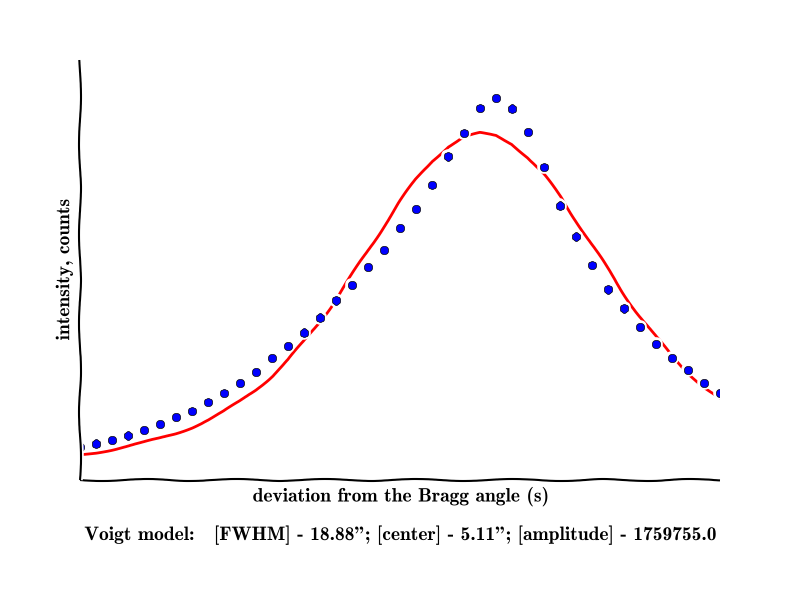 intensity, counts
deviation from the Bragg angle (s)
Voigt model: [FWHM] - 18.88”; [center] - 5.11”; [amplitude] - 1759755.0